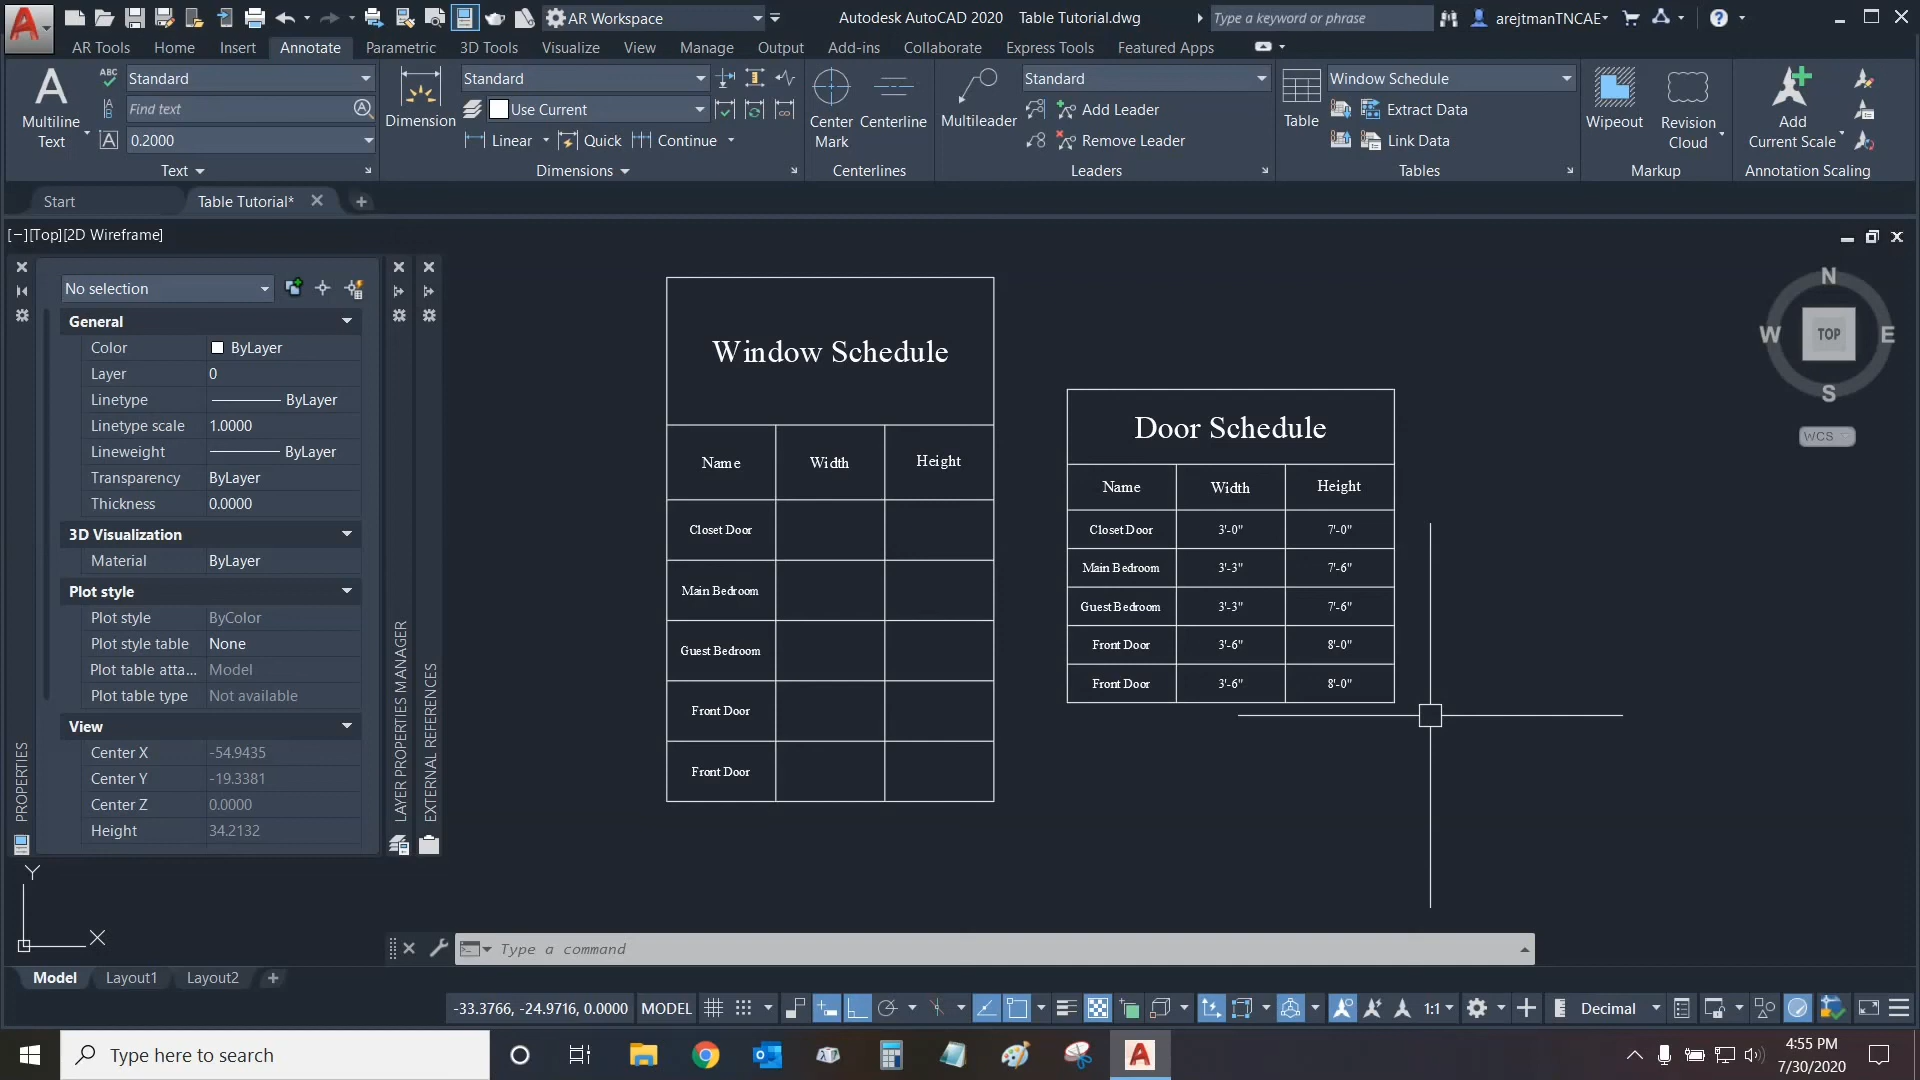 AR Workspace
Autodesk AutoCAD 2020   Table Tutorial.dwg
Type a keyword or phrase
arejtmanTNCAE
AR Tools Home Insert Annotate Parametric 3D Tools Visualize View Manage Output Add-ins Collaborate Express Tools Featured Apps
A
Multiline
Text
ABC
Standard
Find text
A
0.2000
Text
Dimension
Standard
Use Current
Linear
Quick
Continue
Dimensions
Center
Mark
Centerline
Centerlines
Multileader
Standard
Add Leader
Remove Leader
Leaders
Table
Window Schedule
Extract Data
Link Data
Tables
Wipeout
Revision
Cloud
Markup
Add
Current Scale
Annotation Scaling
Start
Table Tutorial*
[−][Top][2D Wireframe]
No selection
General
Color ByLayer
Layer 0
Linetype ByLayer
Linetype scale 1.0000
Lineweight ByLayer
Transparency ByLayer
Thickness 0.0000
3D Visualization
Material ByLayer
Plot style
Plot style ByColor
Plot style table None
Plot table atta... Model
Plot table type Not available
View
Center X -54.9435
Center Y -19.3381
Center Z 0.0000
Height 34.2132
PROPERTIES
LAYER PROPERTIES MANAGER
EXTERNAL REFERENCES
Window Schedule
Name Width Height
Closet Door
Main Bedroom
Guest Bedroom
Front Door
Front Door
Door Schedule
Name Width Height
Closet Door 3'-0" 7'-0"
Main Bedroom 3'-3" 7'-6"
Guest Bedroom 3'-3" 7'-6"
Front Door 3'-6" 8'-0"
Front Door 3'-6" 8'-0"
N
W TOP E
S
WCS
Y
X
Type a command
Model Layout1 Layout2
-33.3766, -24.9716, 0.0000 MODEL
1:1
Decimal
Type here to search
4:55 PM
7/30/2020